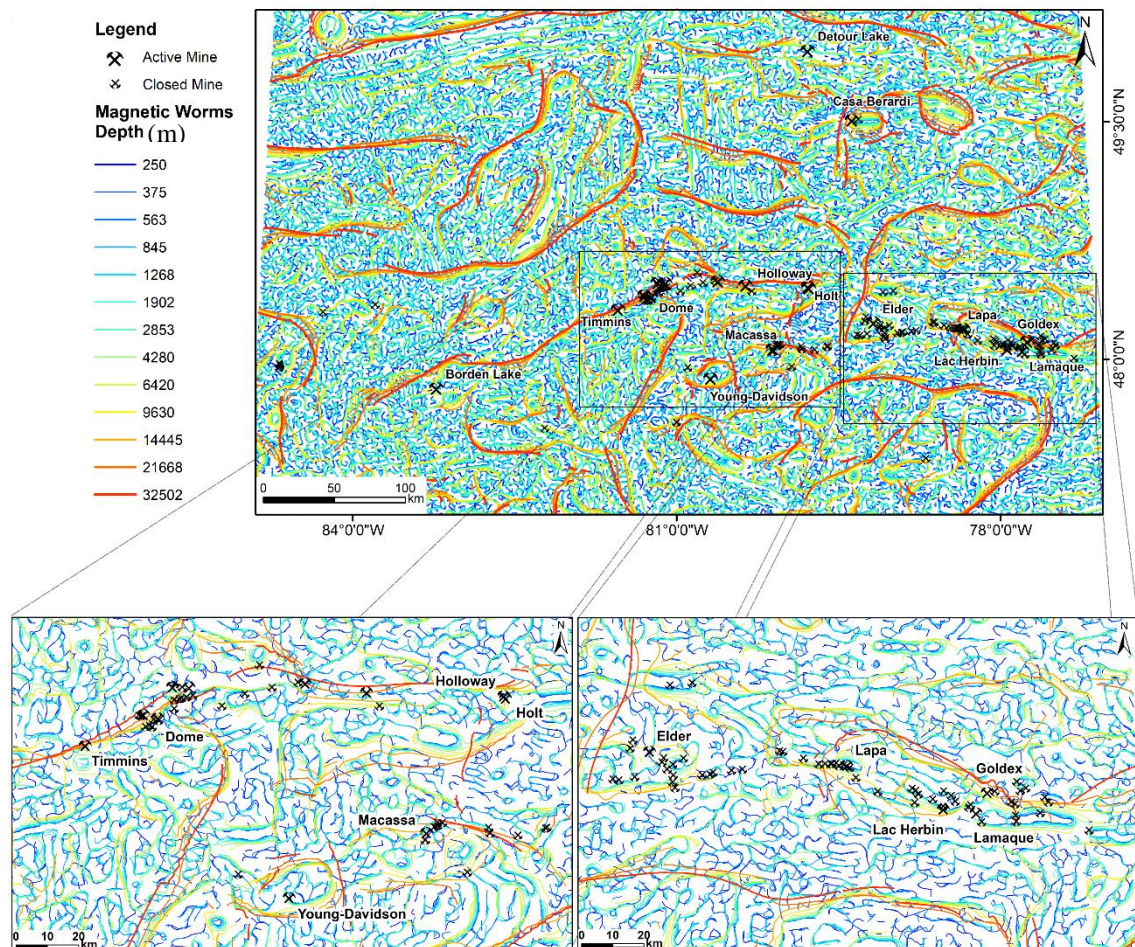 Legend
Active Mine
Closed Mine
Magnetic Worms
Depth (m)
250
375
563
845
1268
1902
2853
4280
6420
9630
14445
21668
32502
N
Detour Lake
Casa Berardi
49°30'0"N
Holloway
Holt
Timmins
Dome
Elder
Lapa
Goldex
Macassa
Lac Herbin
Lamaque
48°0'0"N
Borden Lake
Young-Davidson
0 50 100
km
84°0'0"W
81°0'0"W
78°0'0"W
N
Holloway
Holt
Dome
Timmins
Macassa
Young-Davidson
0 10 20
km
N
Elder
Lapa
Goldex
Lac Herbin
Lamaque
0 10 20
km